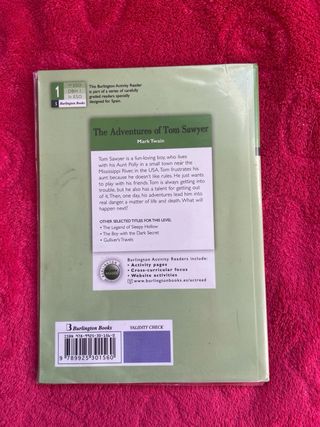 1
1º ESO
This Burlington Activity Reader
is part of a series of carefully
graded readers specially
designed for Spain.
Burlington Books
The Adventures of Tom Sawyer
Mark Twain
Tom Sawyer is a fun-loving boy, who lives
with his Aunt Polly in a small town near the
Mississippi River, in the USA. Tom frustrates his
aunt because he doesn't like rules. He just wants
to play with his friends. Tom is always getting into
trouble, but he also has a talent for getting out
of it. Then, one day, his adventures lead him into
real danger, a matter of life and death. What will
happen next?
OTHER SELECTED TITLES FOR THIS LEVEL
• The Legend of Sleepy Hollow
• The Boy with the Dark Secret
• Gulliver's Travels
Burlington Activity Readers include:
• Activity pages
• Cross-curricular focus
• Website activities
www.burlingtonbooks.es/actread
Burlington Books
VALIDITY CHECK
9 789925 301560